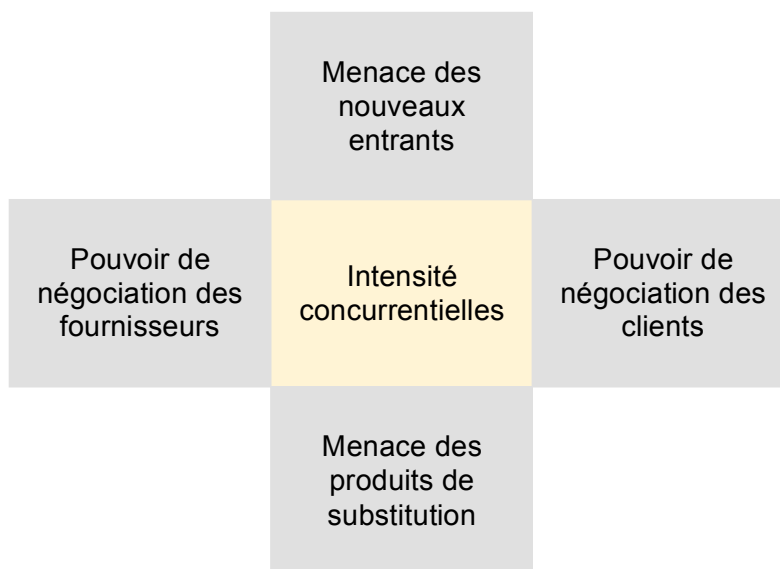 Menace des
nouveaux
entrants
Pouvoir de
négociation des
fournisseurs
Intensité
concurrentielles
Pouvoir de
négociation des
clients
Menace des
produits de
substitution